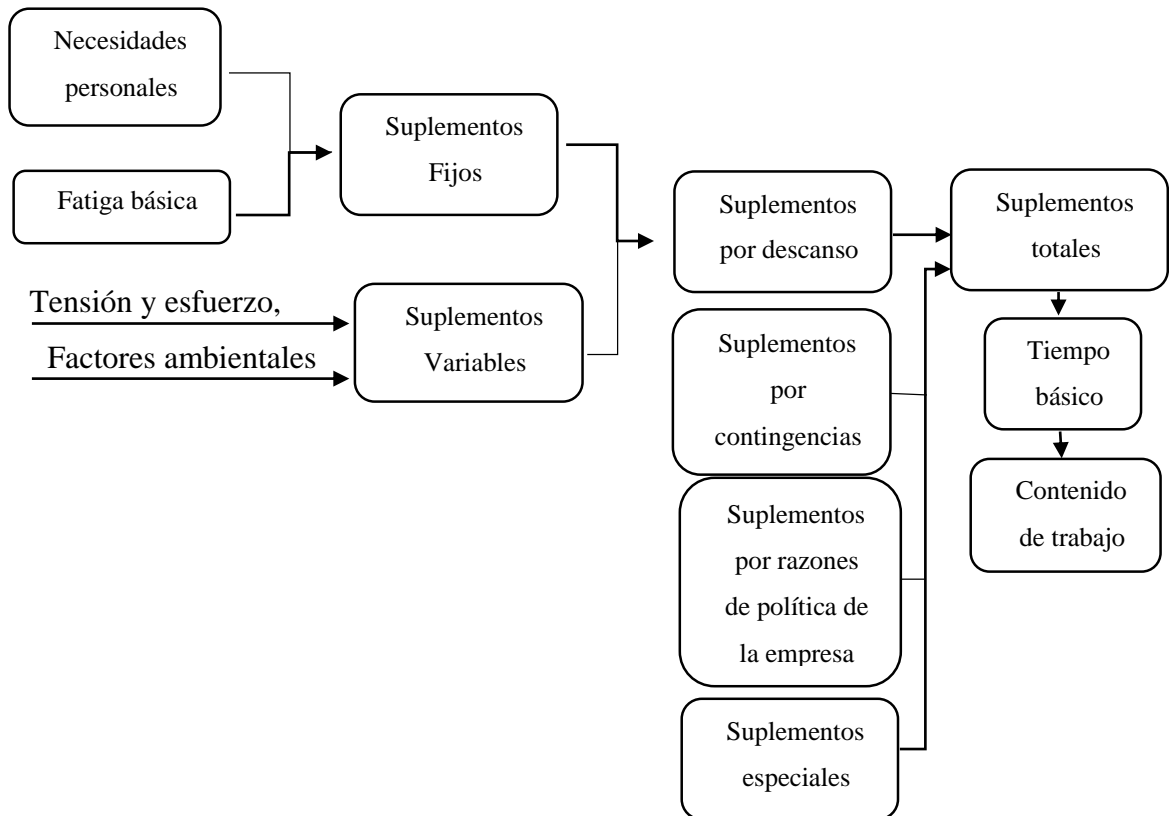 Necesidades
personales
Fatiga básica
Tensión y esfuerzo,
Factores ambientales
Suplementos
Fijos
Suplementos
Variables
Suplementos
por descanso
Suplementos
por
contingencias
Suplementos
por razones
de política de
la empresa
Suplementos
especiales
Suplementos
totales
Tiempo
básico
Contenido
de trabajo